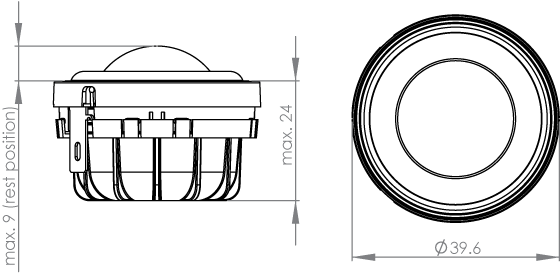 max. 9 (rest position)
max. 24
Ø39.6